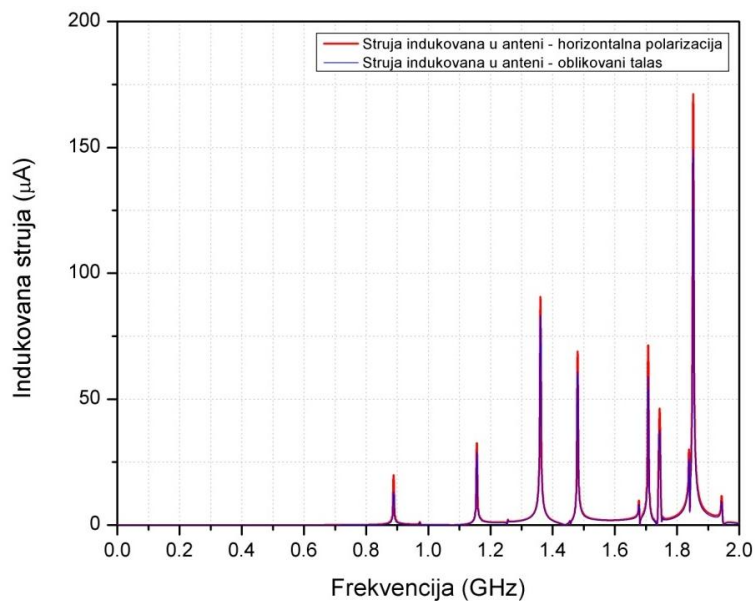 200
150
100
50
0
Indukovana struja (μA)
Struja indukovana u anteni - horizontalna polarizacija
Struja indukovana u anteni - oblikovani talas
0.0 0.2 0.4 0.6 0.8 1.0 1.2 1.4 1.6 1.8 2.0
Frekvencija (GHz)